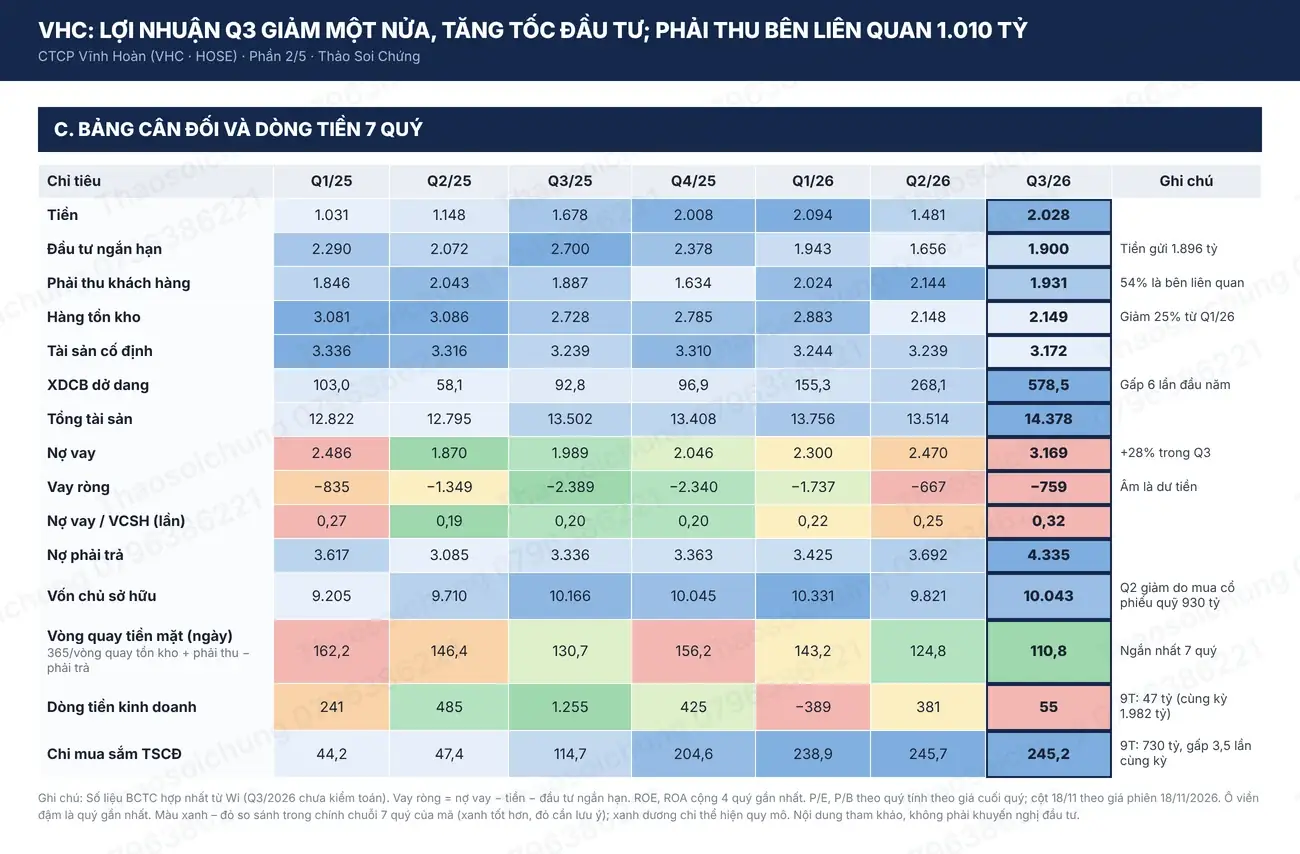 VHC: LỢI NHUẬN Q3 GIẢM MỘT NỬA, TĂNG TỐC ĐẦU TƯ; PHẢI THU BÊN LIÊN QUAN 1.010 TỶ
CTCP Vĩnh Hoàn (VHC · HOSE) · Phần 2/5 · Thảo Soi Chứng
C. BẢNG CÂN ĐỐI VÀ DÒNG TIỀN 7 QUÝ
Chỉ tiêu Q1/25 Q2/25 Q3/25 Q4/25 Q1/26 Q2/26 Q3/26 Ghi chú
Tiền 1.031 1.148 1.678 2.008 2.094 1.481 2.028
Đầu tư ngắn hạn 2.290 2.072 2.700 2.378 1.943 1.656 1.900 Tiền gửi 1.896 tỷ
Phải thu khách hàng 1.846 2.043 1.887 1.634 2.024 2.144 1.931 54% là bên liên quan
Hàng tồn kho 3.081 3.086 2.728 2.785 2.883 2.148 2.149 Giảm 25% từ Q1/26
Tài sản cố định 3.336 3.316 3.239 3.310 3.244 3.239 3.172
XDCB dở dang 103,0 58,1 92,8 96,9 155,3 268,1 578,5 Gấp 6 lần đầu năm
Tổng tài sản 12.822 12.795 13.502 13.408 13.756 13.514 14.378
Nợ vay 2.486 1.870 1.989 2.046 2.300 2.470 3.169 +28% trong Q3
Vay ròng −835 −1.349 −2.389 −2.340 −1.737 −667 −759 Âm là dư tiền
Nợ vay / VCSH (lần) 0,27 0,19 0,20 0,20 0,22 0,25 0,32
Nợ phải trả 3.617 3.085 3.336 3.363 3.425 3.692 4.335
Vốn chủ sở hữu 9.205 9.710 10.166 10.045 10.331 9.821 10.043 Q2 giảm do mua cổ
phiếu quỹ 930 tỷ
Vòng quay tiền mặt (ngày) 162,2 146,4 130,7 156,2 143,2 124,8 110,8 Ngắn nhất 7 quý
365/vòng quay tồn kho + phải thu −
phải trả
Dòng tiền kinh doanh 241 485 1.255 425 −389 381 55 9T: 47 tỷ (cùng kỳ
1.982 tỷ)
Chi mua sắm TSCĐ 44,2 47,4 114,7 204,6 238,9 245,7 245,2 9T: 730 tỷ, gấp 3,5 lần
cùng kỳ
Ghi chú: Số liệu BCTC hợp nhất từ Wi (Q3/2026 chưa kiểm toán). Vay ròng = nợ vay − tiền − đầu tư ngắn hạn. ROE, ROA cộng 4 quý gần nhất. P/E, P/B theo quý tính theo giá cuối quý; cột 18/11 theo giá phiên 18/11/2026. Ô viền
đậm là quý gần nhất. Màu xanh – đỏ so sánh trong chính chuỗi 7 quý của mã (xanh tốt hơn, đỏ cần lưu ý); xanh dương chỉ thể hiện quy mô. Nội dung tham khảo, không phải khuyến nghị đầu tư.
Thaosoichung 0796386221